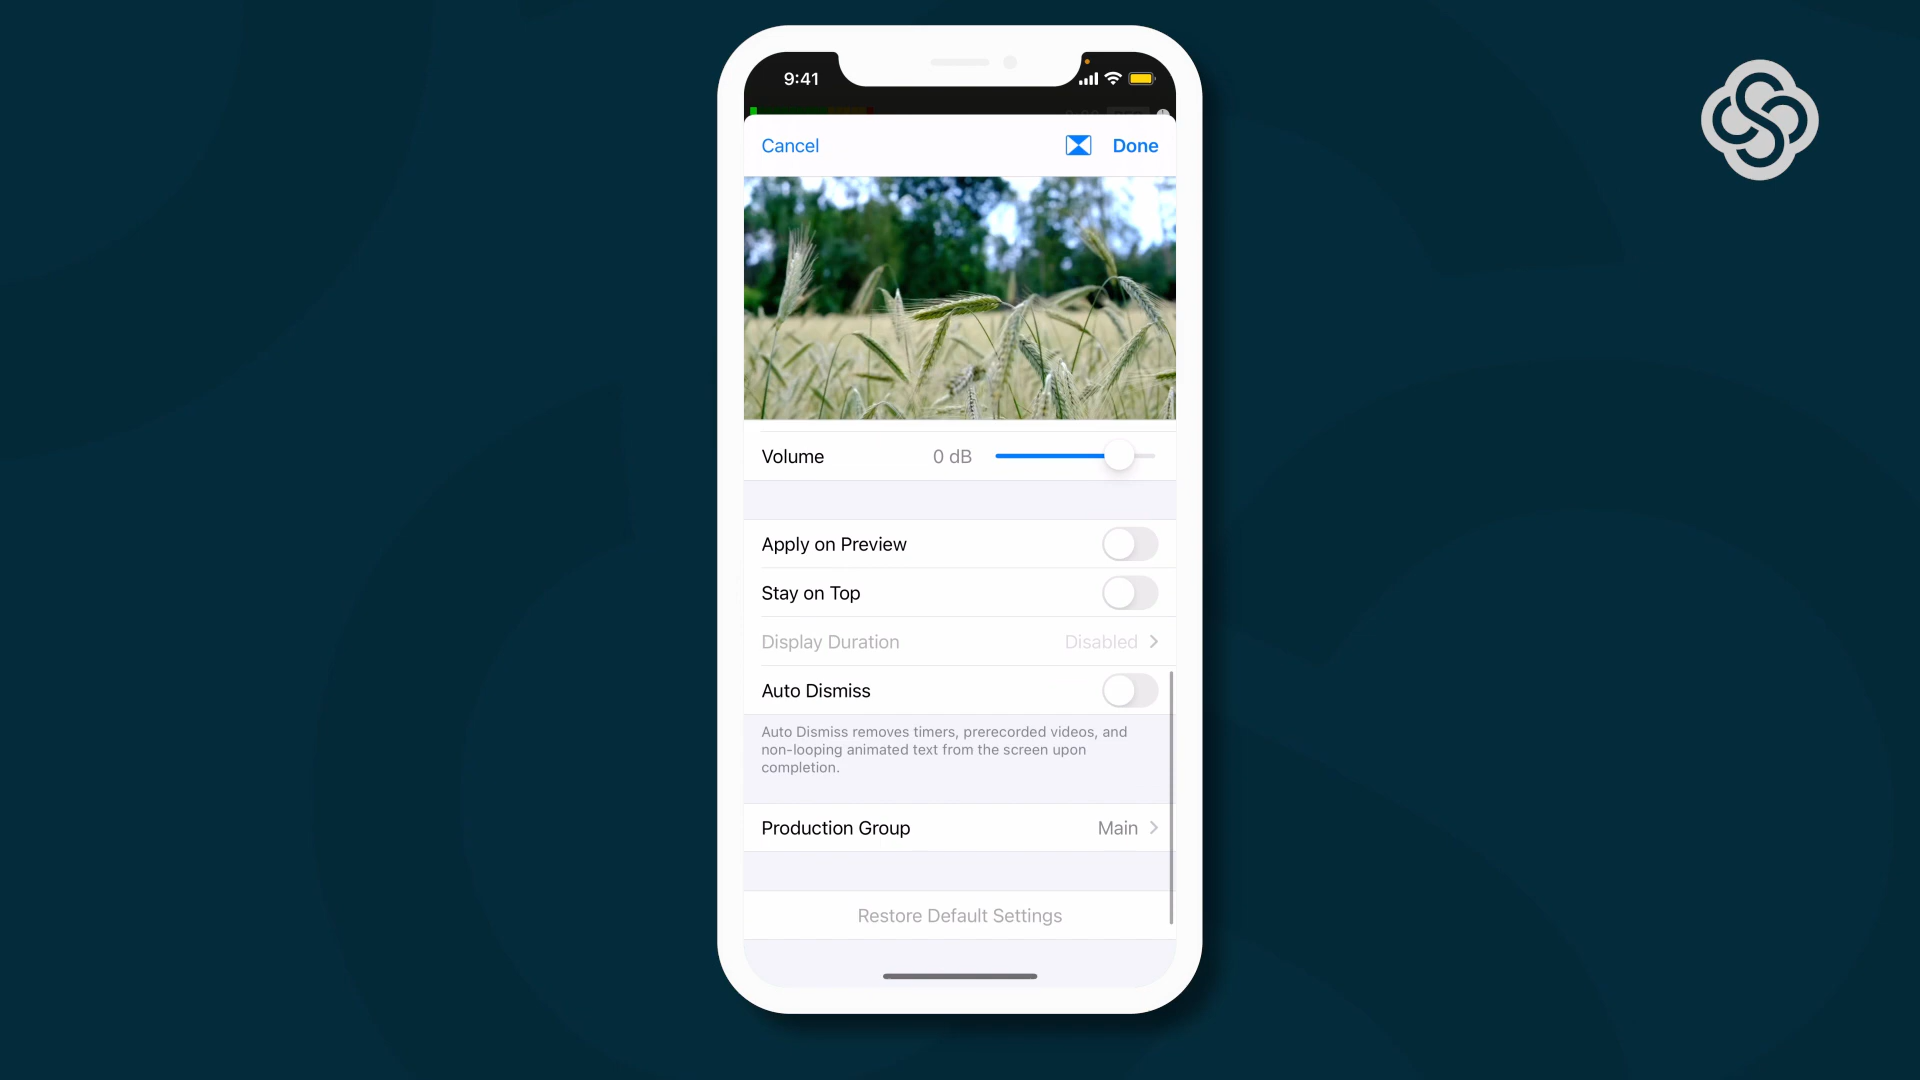 9:41
Cancel
Done
Volume 0 dB
Apply on Preview
Stay on Top
Display Duration Disabled
Auto Dismiss
Auto Dismiss removes timers, prerecorded videos, and
non-looping animated text from the screen upon
completion.
Production Group Main
Restore Default Settings